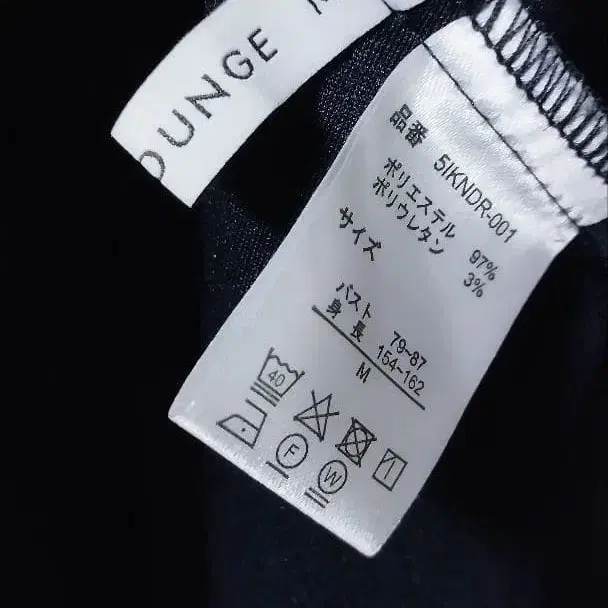 OUNGE
品番 5IKNDR-001
ポリエステル 97%
ポリウレタン 3%
サイズ
バスト 79~87
身長 154~162
M
40
F W